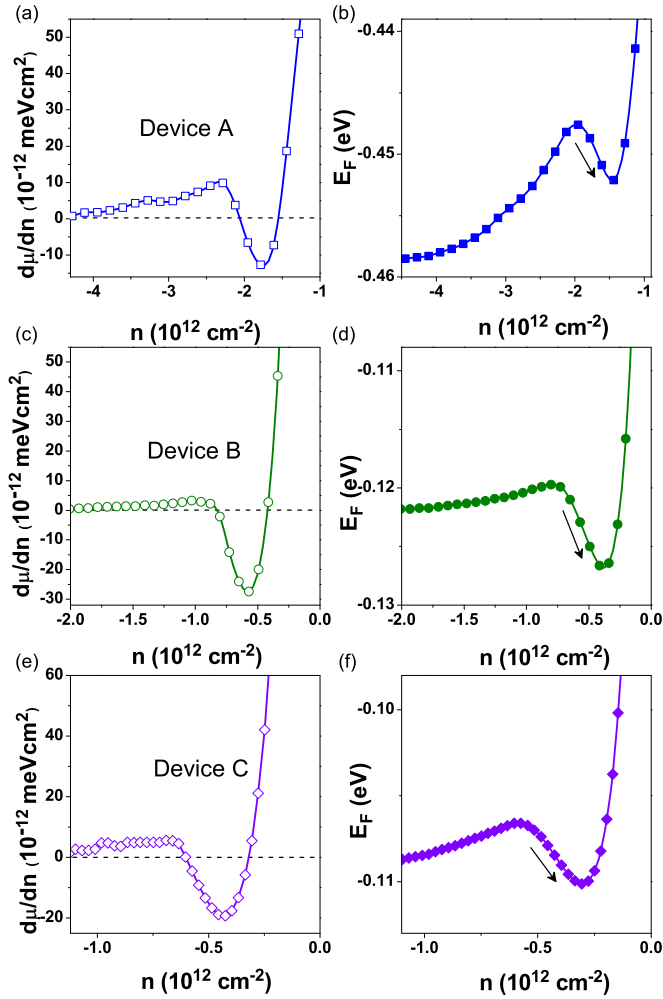 (a)
50
40
30
20
10
0
-10
Device A
dμ/dn (10⁻¹² meVcm²)
-4
-3
-2
-1
n (10¹² cm⁻²)
(b)
-0.44
-0.45
-0.46
E_F (eV)
-4
-3
-2
-1
n (10¹² cm⁻²)
(c)
50
40
30
20
10
0
-10
-20
-30
Device B
dμ/dn (10⁻¹² meVcm²)
-2.0
-1.5
-1.0
-0.5
0.0
n (10¹² cm⁻²)
(d)
-0.11
-0.12
-0.13
E_F (eV)
-2.0
-1.5
-1.0
-0.5
0.0
n (10¹² cm⁻²)
(e)
60
40
20
0
-20
Device C
dμ/dn (10⁻¹² meVcm²)
-1.0
-0.5
0.0
n (10¹² cm⁻²)
(f)
-0.10
-0.11
E_F (eV)
-1.0
-0.5
0.0
n (10¹² cm⁻²)